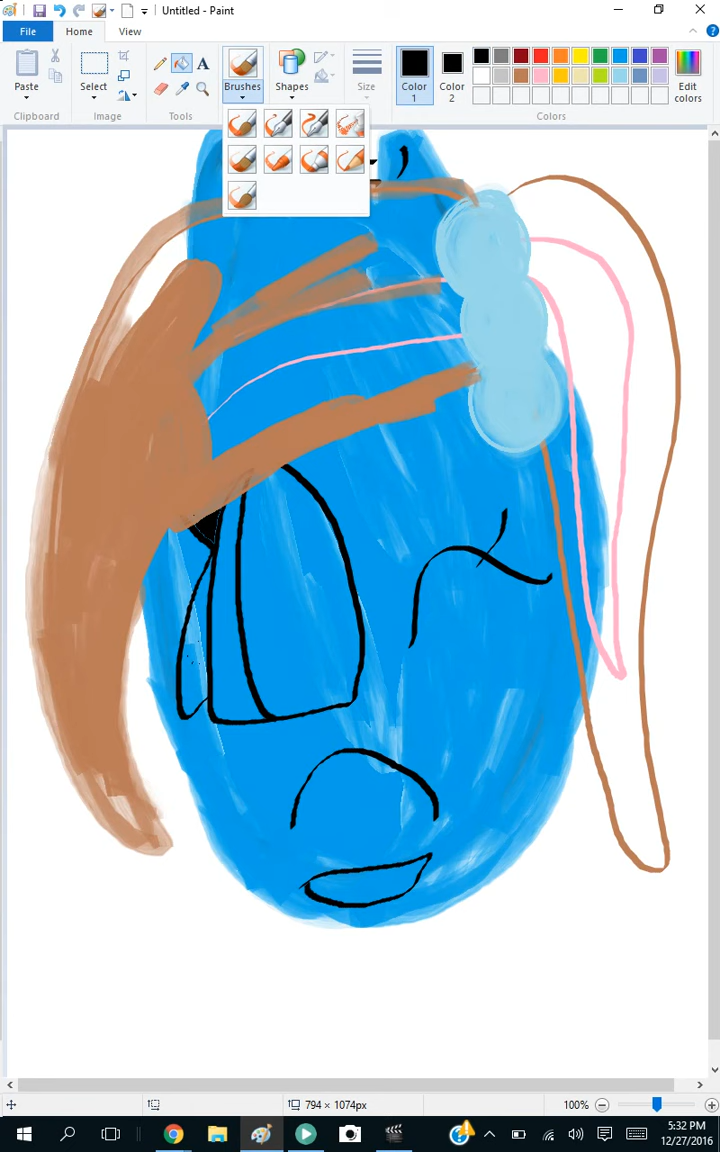 Untitled - Paint
File Home View
Paste
Select
A
Brushes
Shapes
Size
Color 1
Color 2
Edit colors
Clipboard Image Tools Colors
794 × 1074px 100%
5:32 PM
12/27/2016